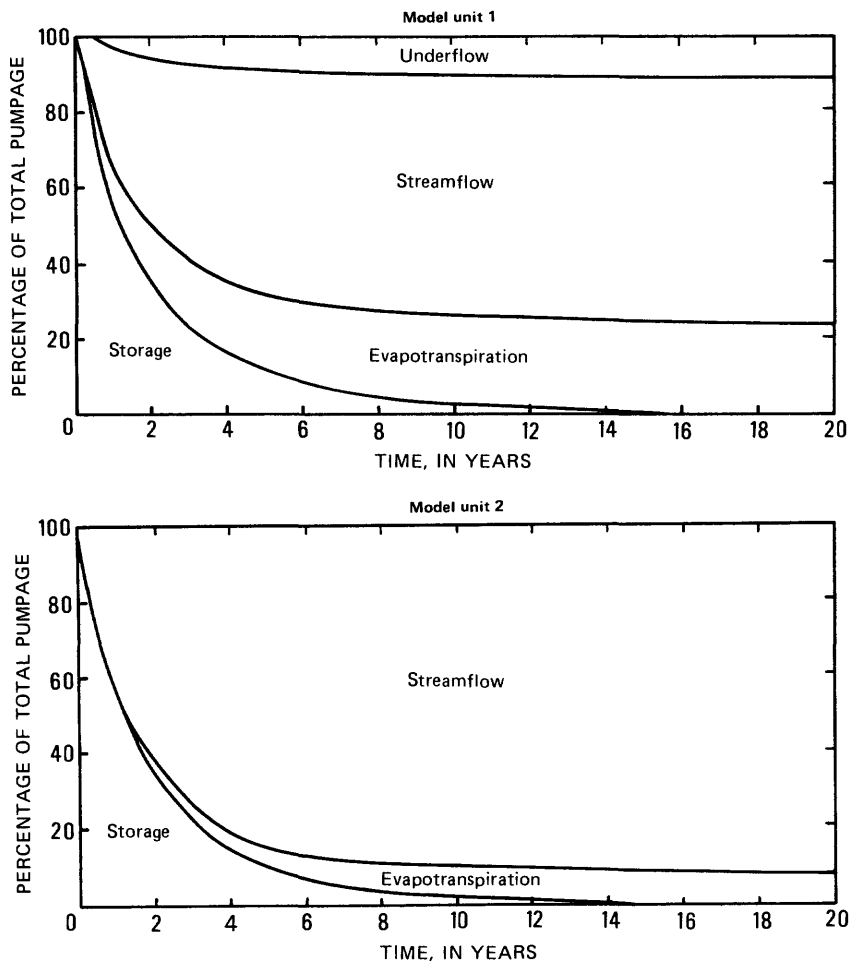 Model unit 1
PERCENTAGE OF TOTAL PUMPAGE
100
80
60
40
20
0
Underflow
Streamflow
Storage
Evapotranspiration
2 4 6 8 10 12 14 16 18 20
TIME, IN YEARS
Model unit 2
PERCENTAGE OF TOTAL PUMPAGE
100
80
60
40
20
0
Streamflow
Storage
Evapotranspiration
2 4 6 8 10 12 14 16 18 20
TIME, IN YEARS